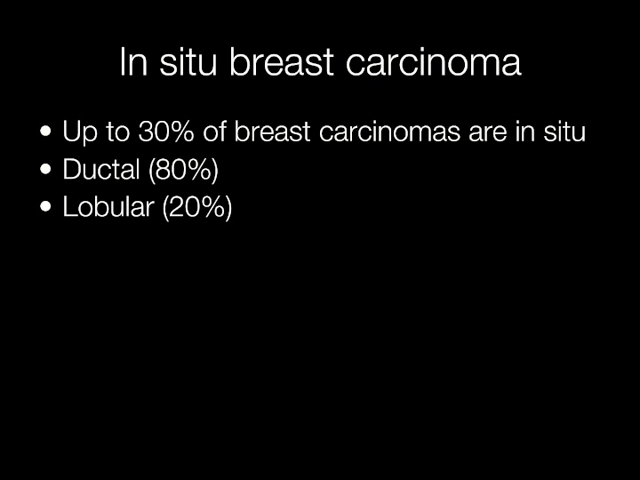 In situ breast carcinoma
• Up to 30% of breast carcinomas are in situ
• Ductal (80%)
• Lobular (20%)